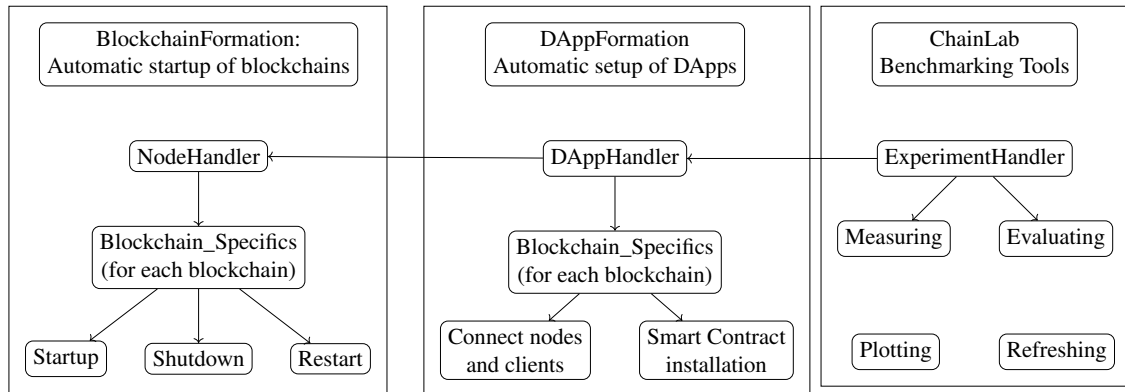 BlockchainFormation:
Automatic startup of blockchains
DAppFormation
Automatic setup of DApps
ChainLab
Benchmarking Tools
NodeHandler
DAppHandler
ExperimentHandler
Blockchain_Specifics
(for each blockchain)
Blockchain_Specifics
(for each blockchain)
Measuring
Evaluating
Startup
Shutdown
Restart
Connect nodes
and clients
Smart Contract
installation
Plotting
Refreshing